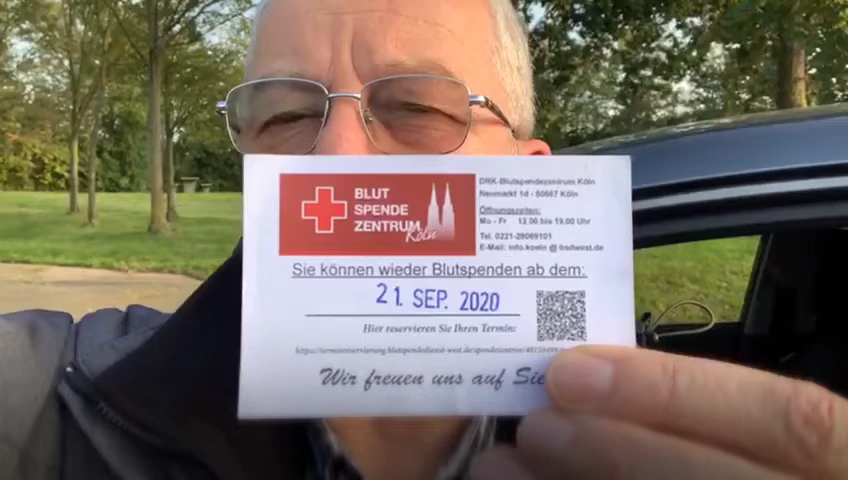 BLUT
SPENDE
ZENTRUM
Köln
DRK-Blutspendezentrum Köln
Neumarkt 1d - 50667 Köln
Öffnungszeiten:
Mo - Fr 12.00 bis 19.00 Uhr
Tel. 0221-28069101
E-Mail: info.koeln @ bsdwest.de
Sie können wieder Blutspenden ab dem:
21. SEP. 2020
Hier reservieren Sie Ihren Termin:
Wir freuen uns auf Sie